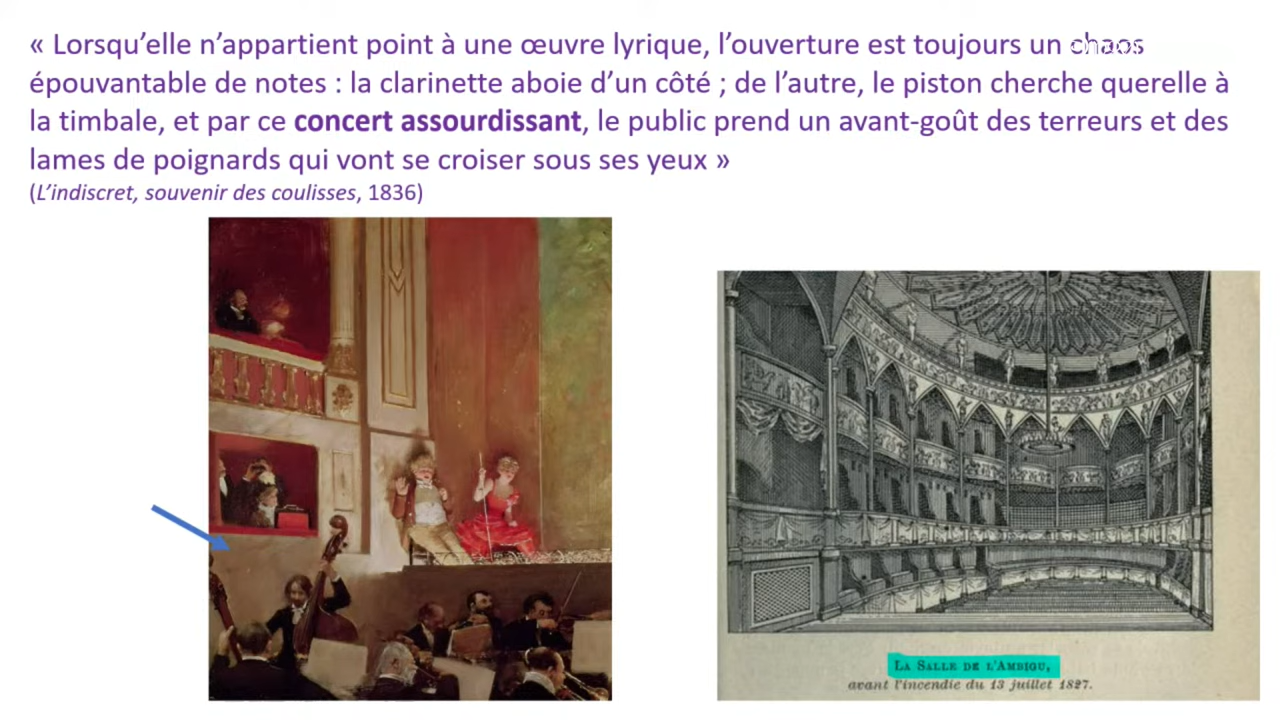 « Lorsqu’elle n’appartient point à une œuvre lyrique, l’ouverture est toujours un chaos
épouvantable de notes : la clarinette aboie d’un côté ; de l’autre, le piston cherche querelle à
la timbale, et par ce concert assourdissant, le public prend un avant-goût des terreurs et des
lames de poignards qui vont se croiser sous ses yeux »
(L’indiscret, souvenir des coulisses, 1836)
LA SALLE DE L’AMBIGU,
avant l’incendie du 13 juillet 1827.